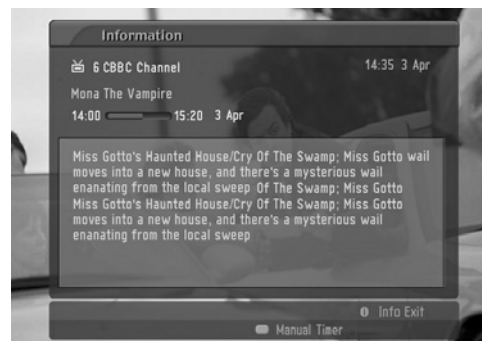 Information
6 CBBC Channel 14:35 3 Apr
Mona The Vampire
14:00 15:20 3 Apr
Miss Gotto's Haunted House/Cry Of The Swamp; Miss Gotto wail
moves into a new house, and there's a mysterious wail
enanating from the local sweep Of The Swamp; Miss Gotto
Miss Gotto's Haunted House/Cry Of The Swamp; Miss Gotto
moves into a new house, and there's a mysterious wail
enanating from the local sweep
Info Exit
Manual Timer